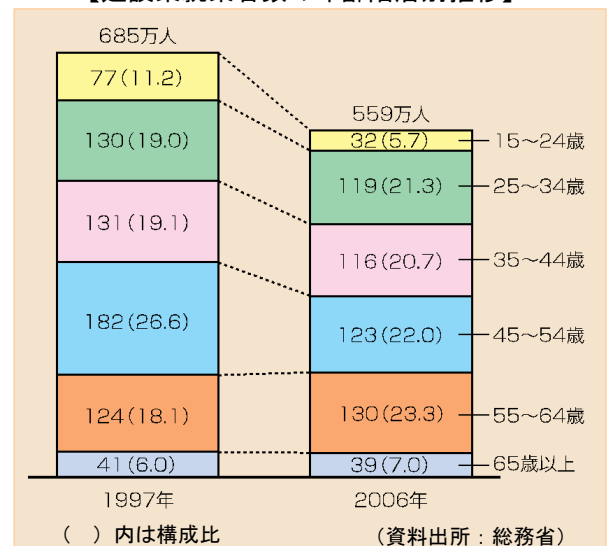 685万人
77(11.2)
559万人
130(19.0)
32(5.7)
15〜24歳
119(21.3)
25〜34歳
131(19.1)
116(20.7)
35〜44歳
182(26.6)
123(22.0)
45〜54歳
124(18.1)
130(23.3)
55〜64歳
41(6.0)
39(7.0)
65歳以上
1997年
2006年
(　)内は構成比
(資料出所：総務省)